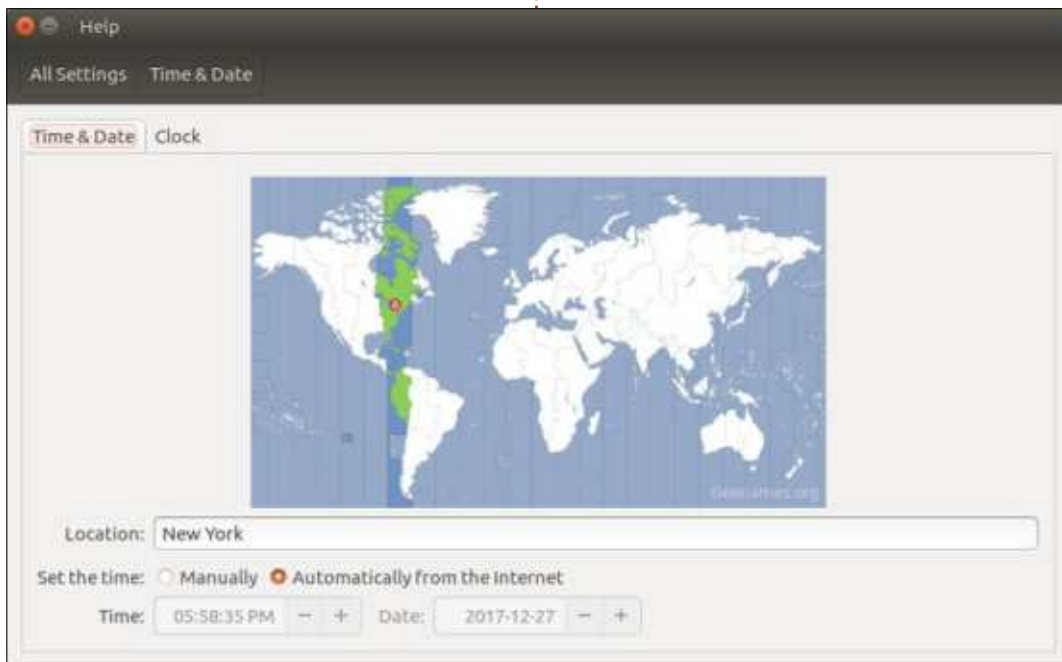 Help
All Settings Time & Date
Time & Date Clock
Geonames.org
Location: New York
Set the time: Manually Automatically from the Internet
Time: 05:58:35 PM − + Date: 2017-12-27 − +